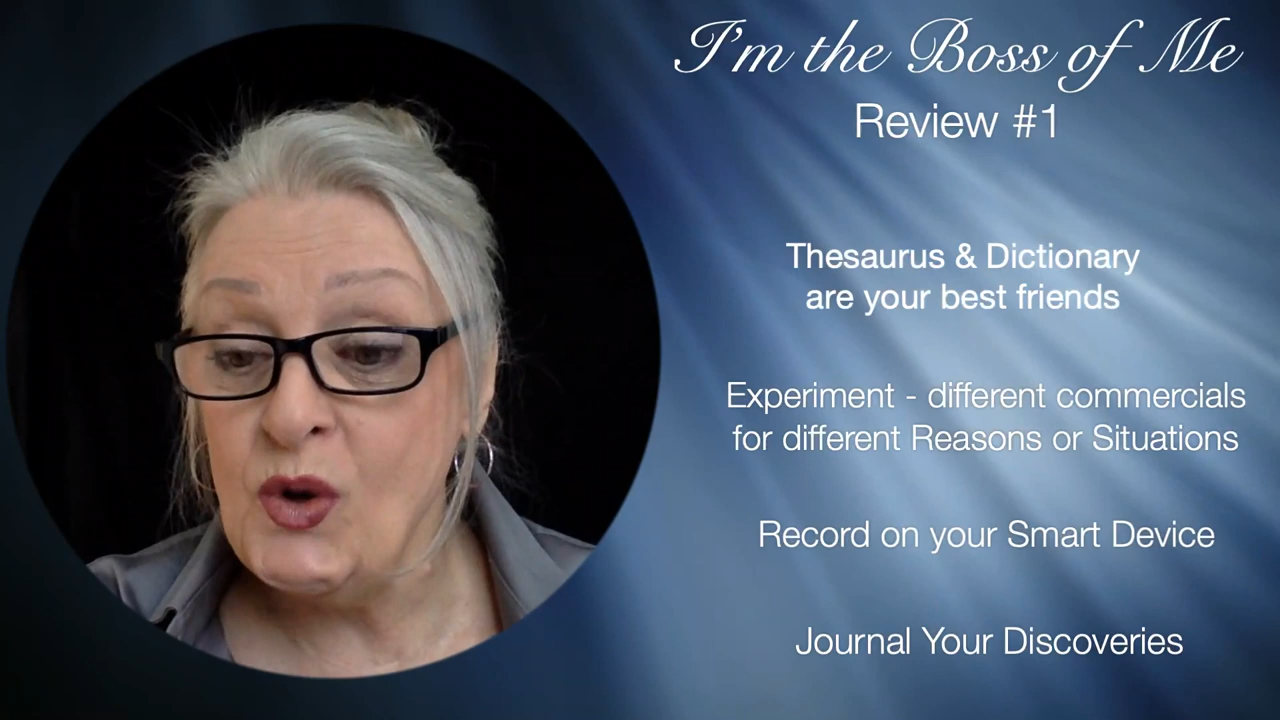 I'm the Boss of Me
Review #1
Thesaurus & Dictionary
are your best friends
Experiment - different commercials
for different Reasons or Situations
Record on your Smart Device
Journal Your Discoveries